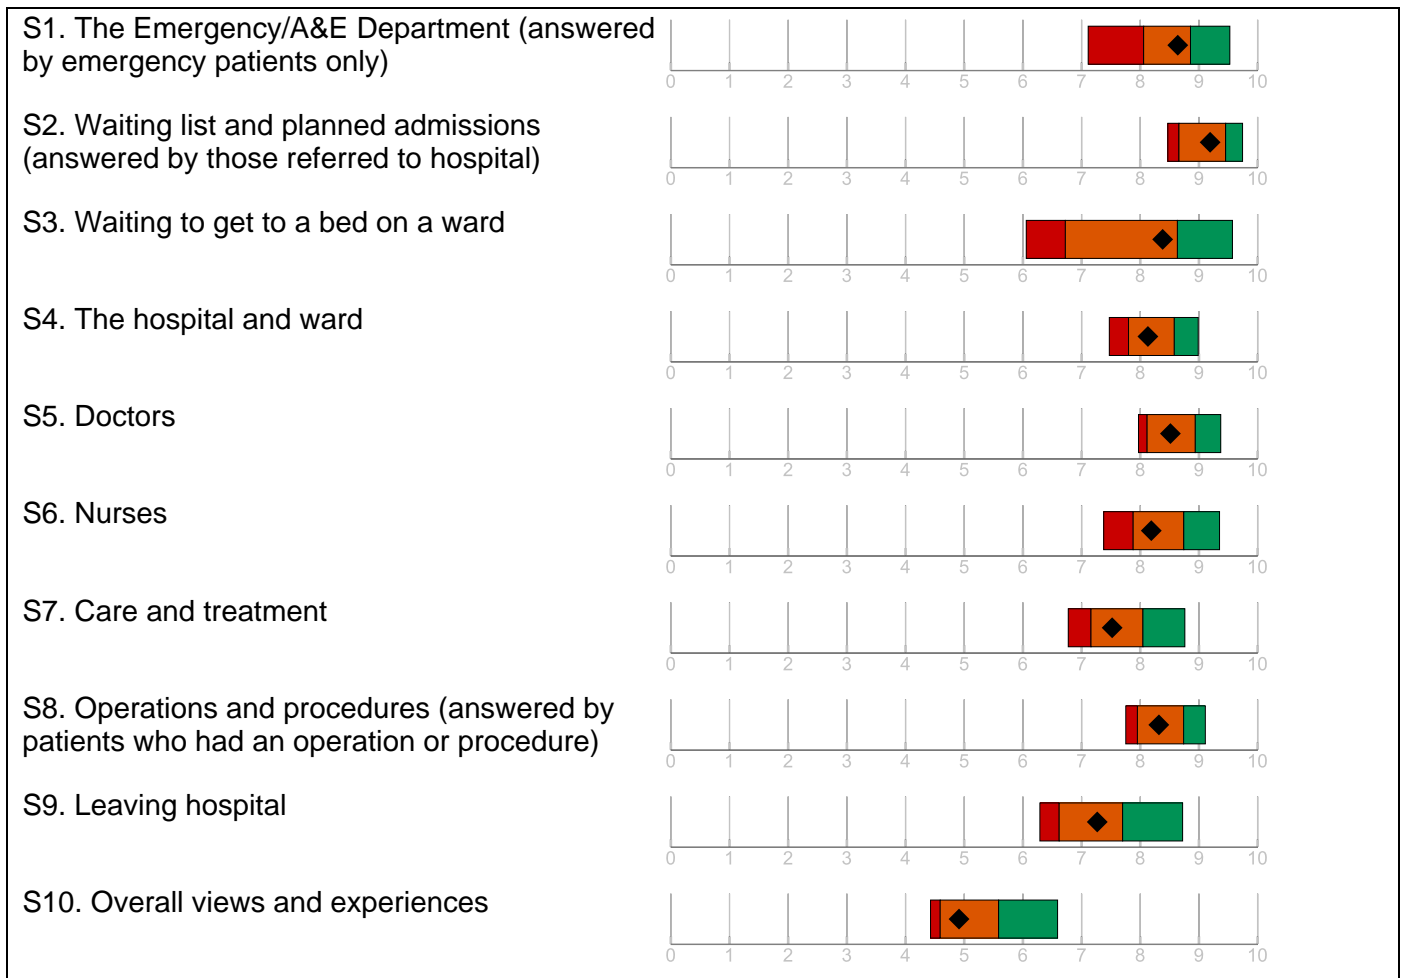 S1. The Emergency/A&E Department (answered
by emergency patients only)
0 1 2 3 4 5 6 7 8 9 10
S2. Waiting list and planned admissions
(answered by those referred to hospital)
0 1 2 3 4 5 6 7 8 9 10
S3. Waiting to get to a bed on a ward
0 1 2 3 4 5 6 7 8 9 10
S4. The hospital and ward
0 1 2 3 4 5 6 7 8 9 10
S5. Doctors
0 1 2 3 4 5 6 7 8 9 10
S6. Nurses
0 1 2 3 4 5 6 7 8 9 10
S7. Care and treatment
0 1 2 3 4 5 6 7 8 9 10
S8. Operations and procedures (answered by
patients who had an operation or procedure)
0 1 2 3 4 5 6 7 8 9 10
S9. Leaving hospital
0 1 2 3 4 5 6 7 8 9 10
S10. Overall views and experiences
0 1 2 3 4 5 6 7 8 9 10